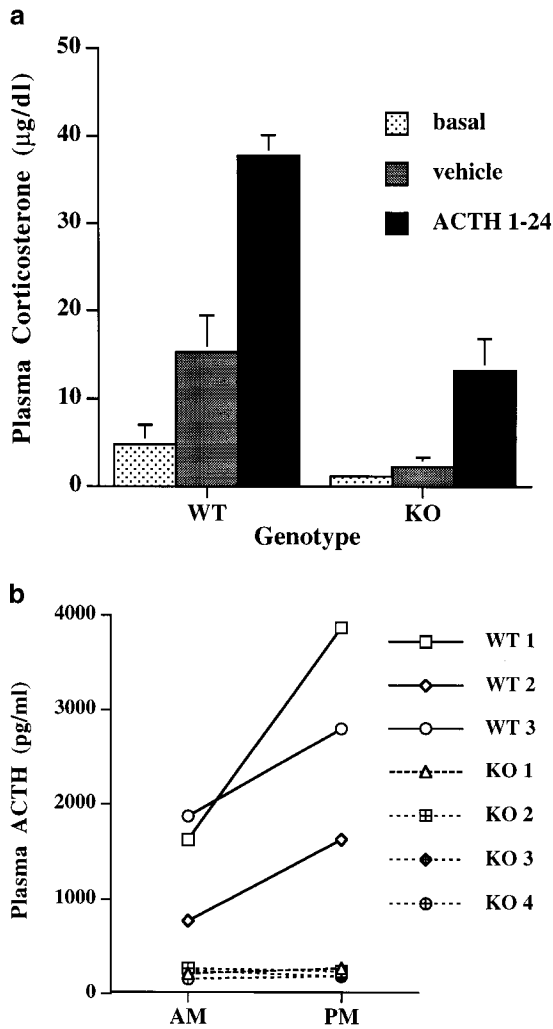 a
50
40
30
20
10
0
Plasma Corticosterone (µg/dl)
basal
vehicle
ACTH 1-24
WT
KO
Genotype
b
4000
3000
2000
1000
0
Plasma ACTH (pg/ml)
WT 1
WT 2
WT 3
KO 1
KO 2
KO 3
KO 4
AM
PM